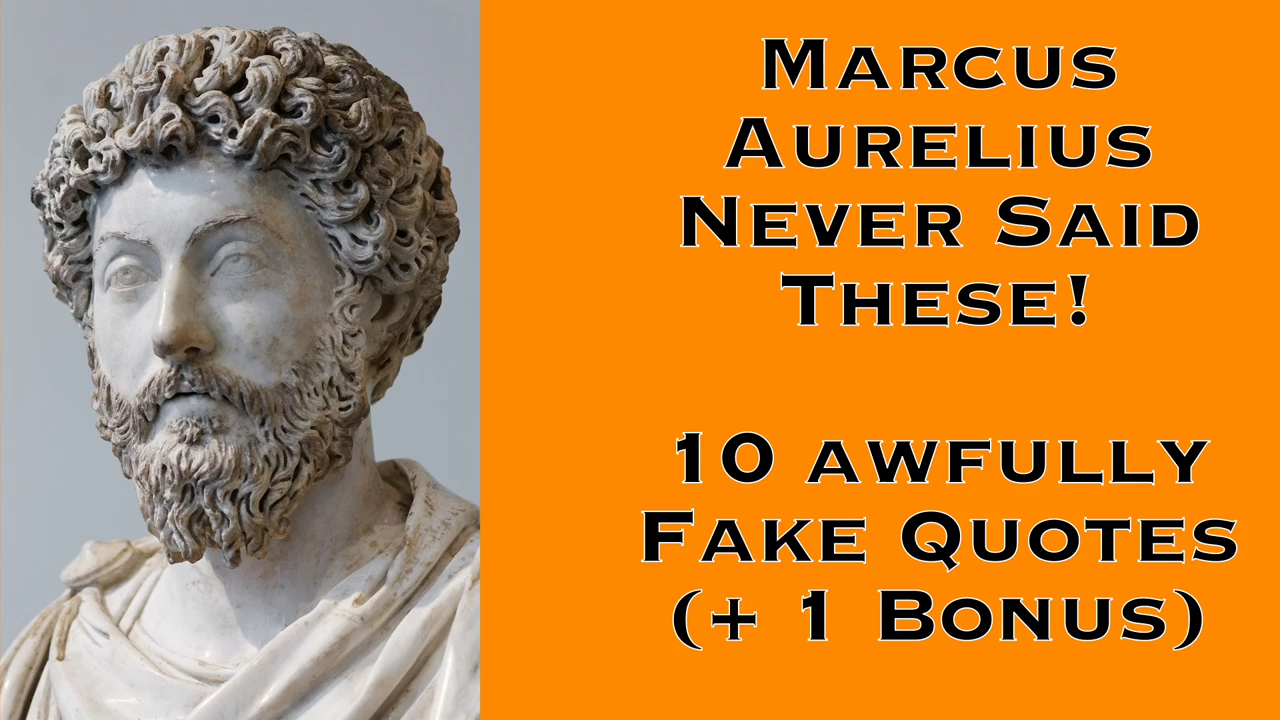 Marcus
Aurelius
Never Said
These!
10 awfully
Fake Quotes
(+ 1 Bonus)